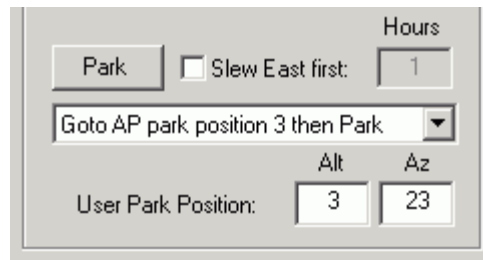 Hours
Park Slew East first: 1
Goto AP park position 3 then Park
Alt Az
User Park Position: 3 23